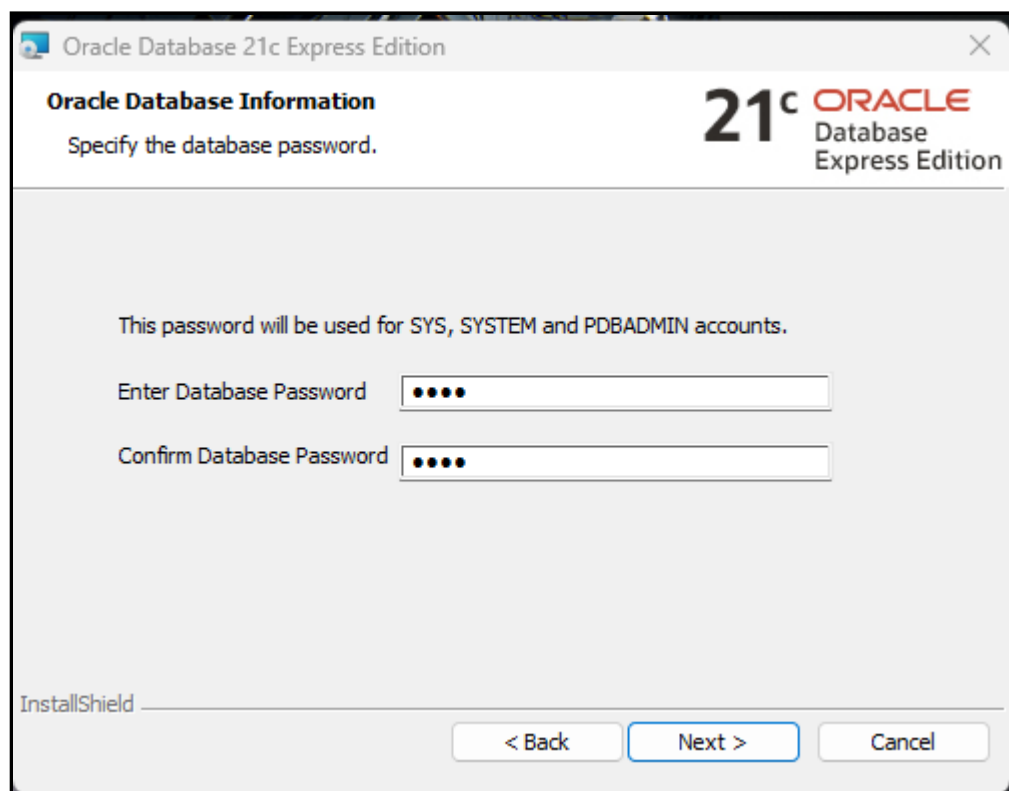 Oracle Database 21c Express Edition
Oracle Database Information
Specify the database password.
21c ORACLE
Database
Express Edition
This password will be used for SYS, SYSTEM and PDBADMIN accounts.
Enter Database Password ••••
Confirm Database Password ••••
InstallShield
< Back Next > Cancel